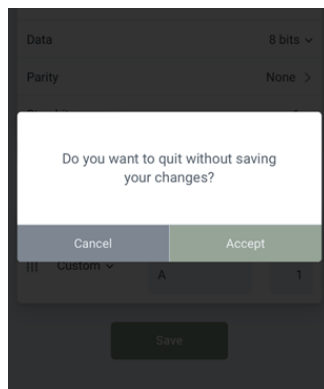 Data 8 bits
Parity None
Do you want to quit without saving
your changes?
Cancel Accept
Custom A 1
Save